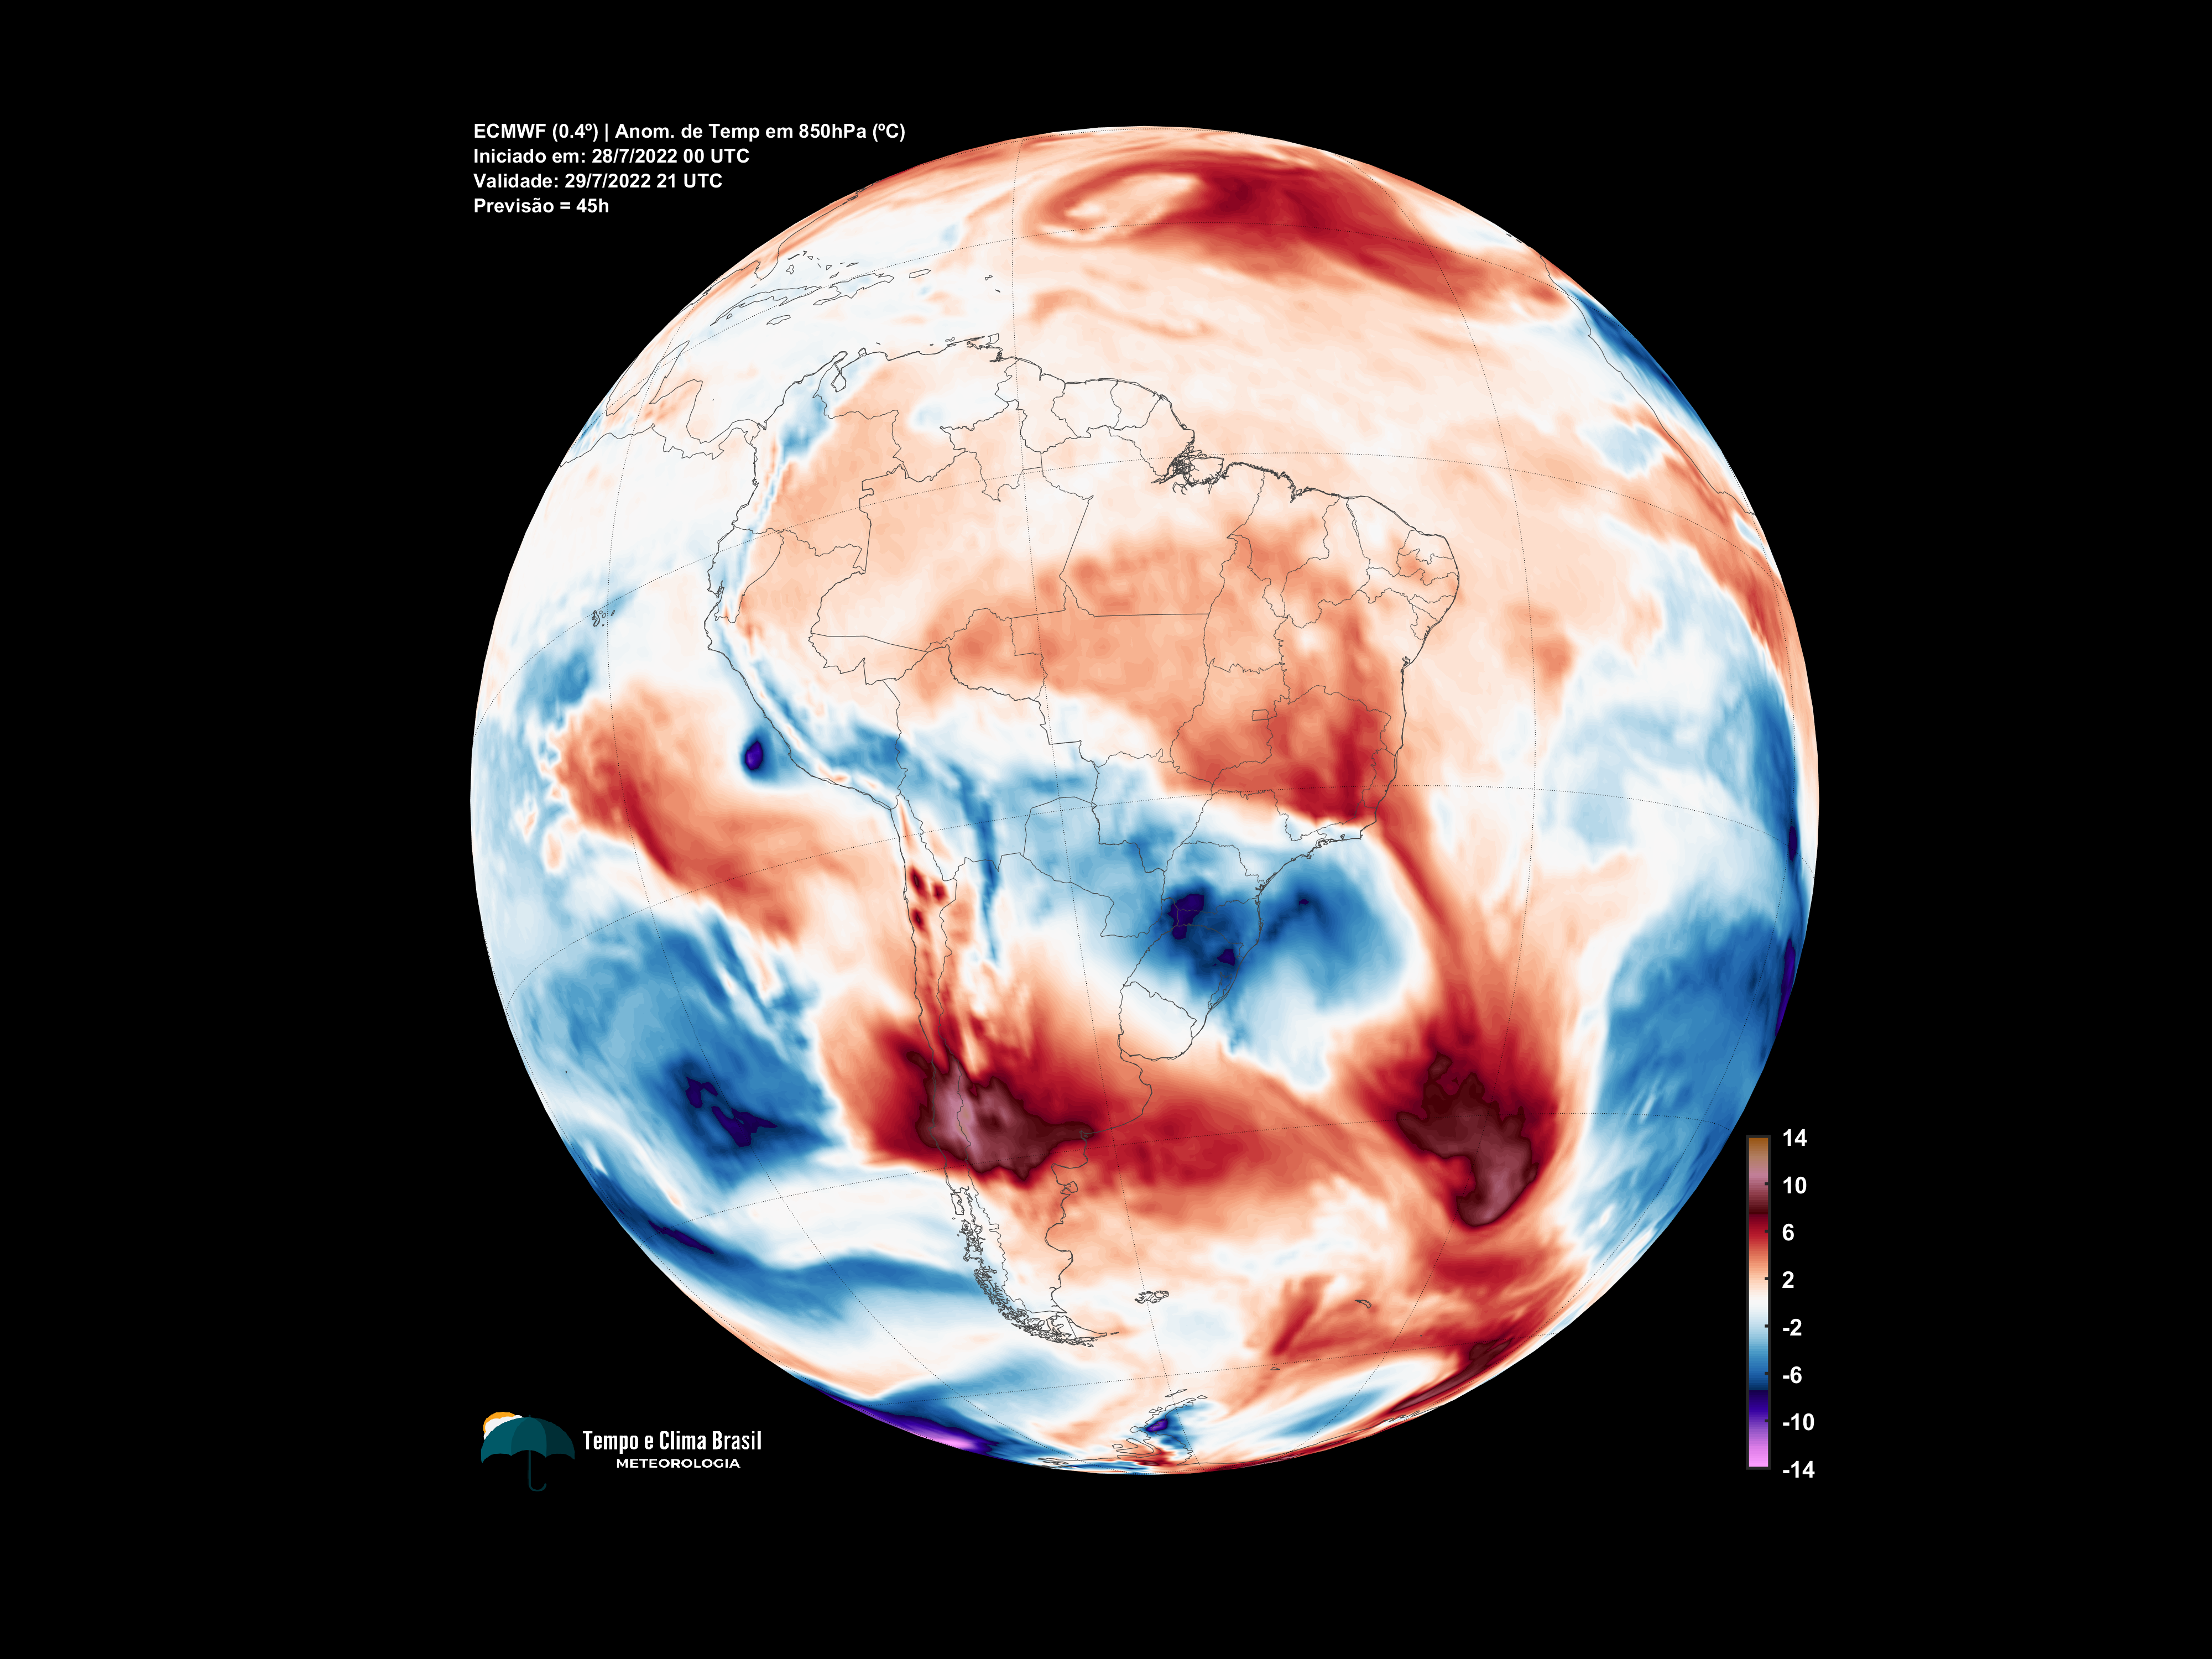 ECMWF (0.4º) | Anom. de Temp em 850hPa (ºC)
Iniciado em: 28/7/2022 00 UTC
Validade: 29/7/2022 21 UTC
Previsão = 45h
14
10
6
2
-2
-6
-10
-14
Tempo e Clima Brasil
METEOROLOGIA